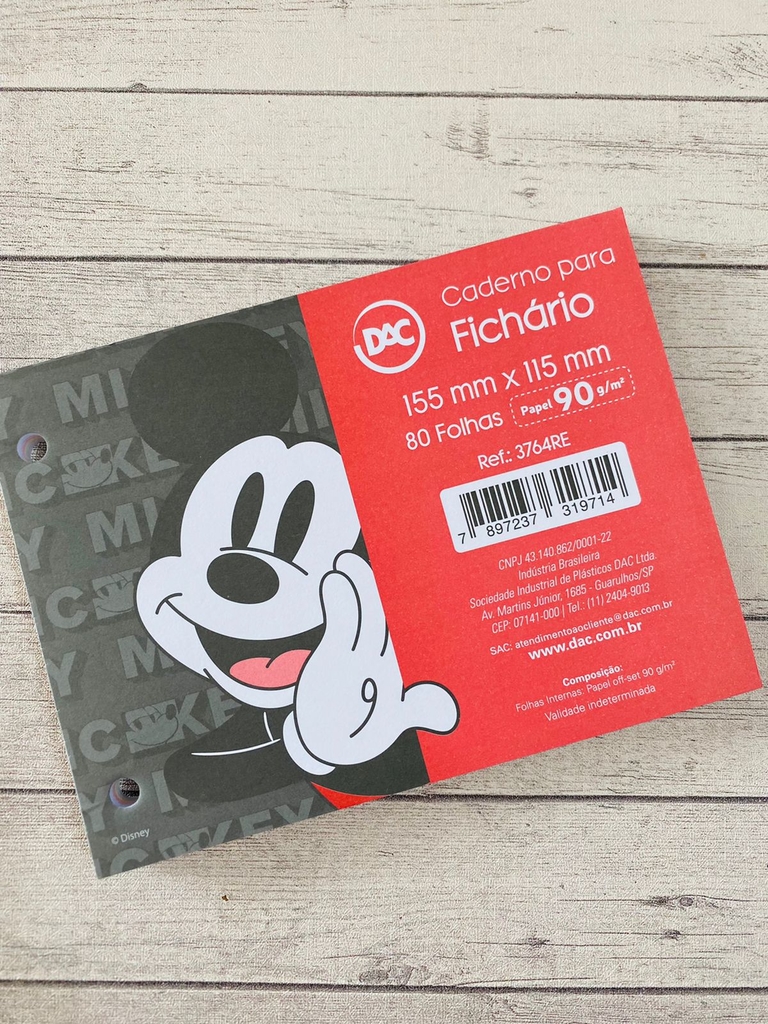 DAC
Caderno para
Fichário
155 mm x 115 mm
80 Folhas
Papel 90 g/m²
Ref.: 3764RE
7 897237 319714
CNPJ 43.140.862/0001-22
Indústria Brasileira
Sociedade Industrial de Plásticos DAC Ltda.
Av. Martins Júnior, 1685 - Guarulhos/SP
CEP: 07141-000 | Tel.: (11) 2404-9013
SAC: atendimentoaocliente@dac.com.br
www.dac.com.br
Composição:
Folhas Internas: Papel off-set 90 g/m²
Validade indeterminada
© Disney